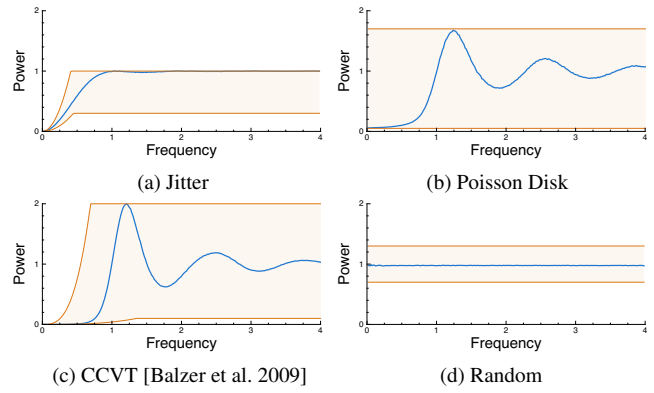 2
1
0
Power
0 1 2 3 4
Frequency
(a) Jitter
2
1
0
Power
0 1 2 3 4
Frequency
(b) Poisson Disk
2
1
0
Power
0 1 2 3 4
Frequency
(c) CCVT [Balzer et al. 2009]
2
1
0
Power
0 1 2 3 4
Frequency
(d) Random